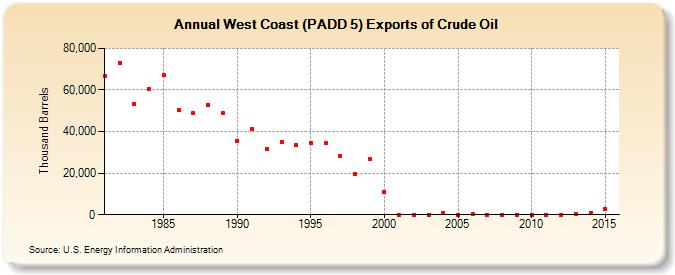 Annual West Coast (PADD 5) Exports of Crude Oil
Thousand Barrels
80,000
60,000
40,000
20,000
0
1985 1990 1995 2000 2005 2010 2015
Source: U.S. Energy Information Administration